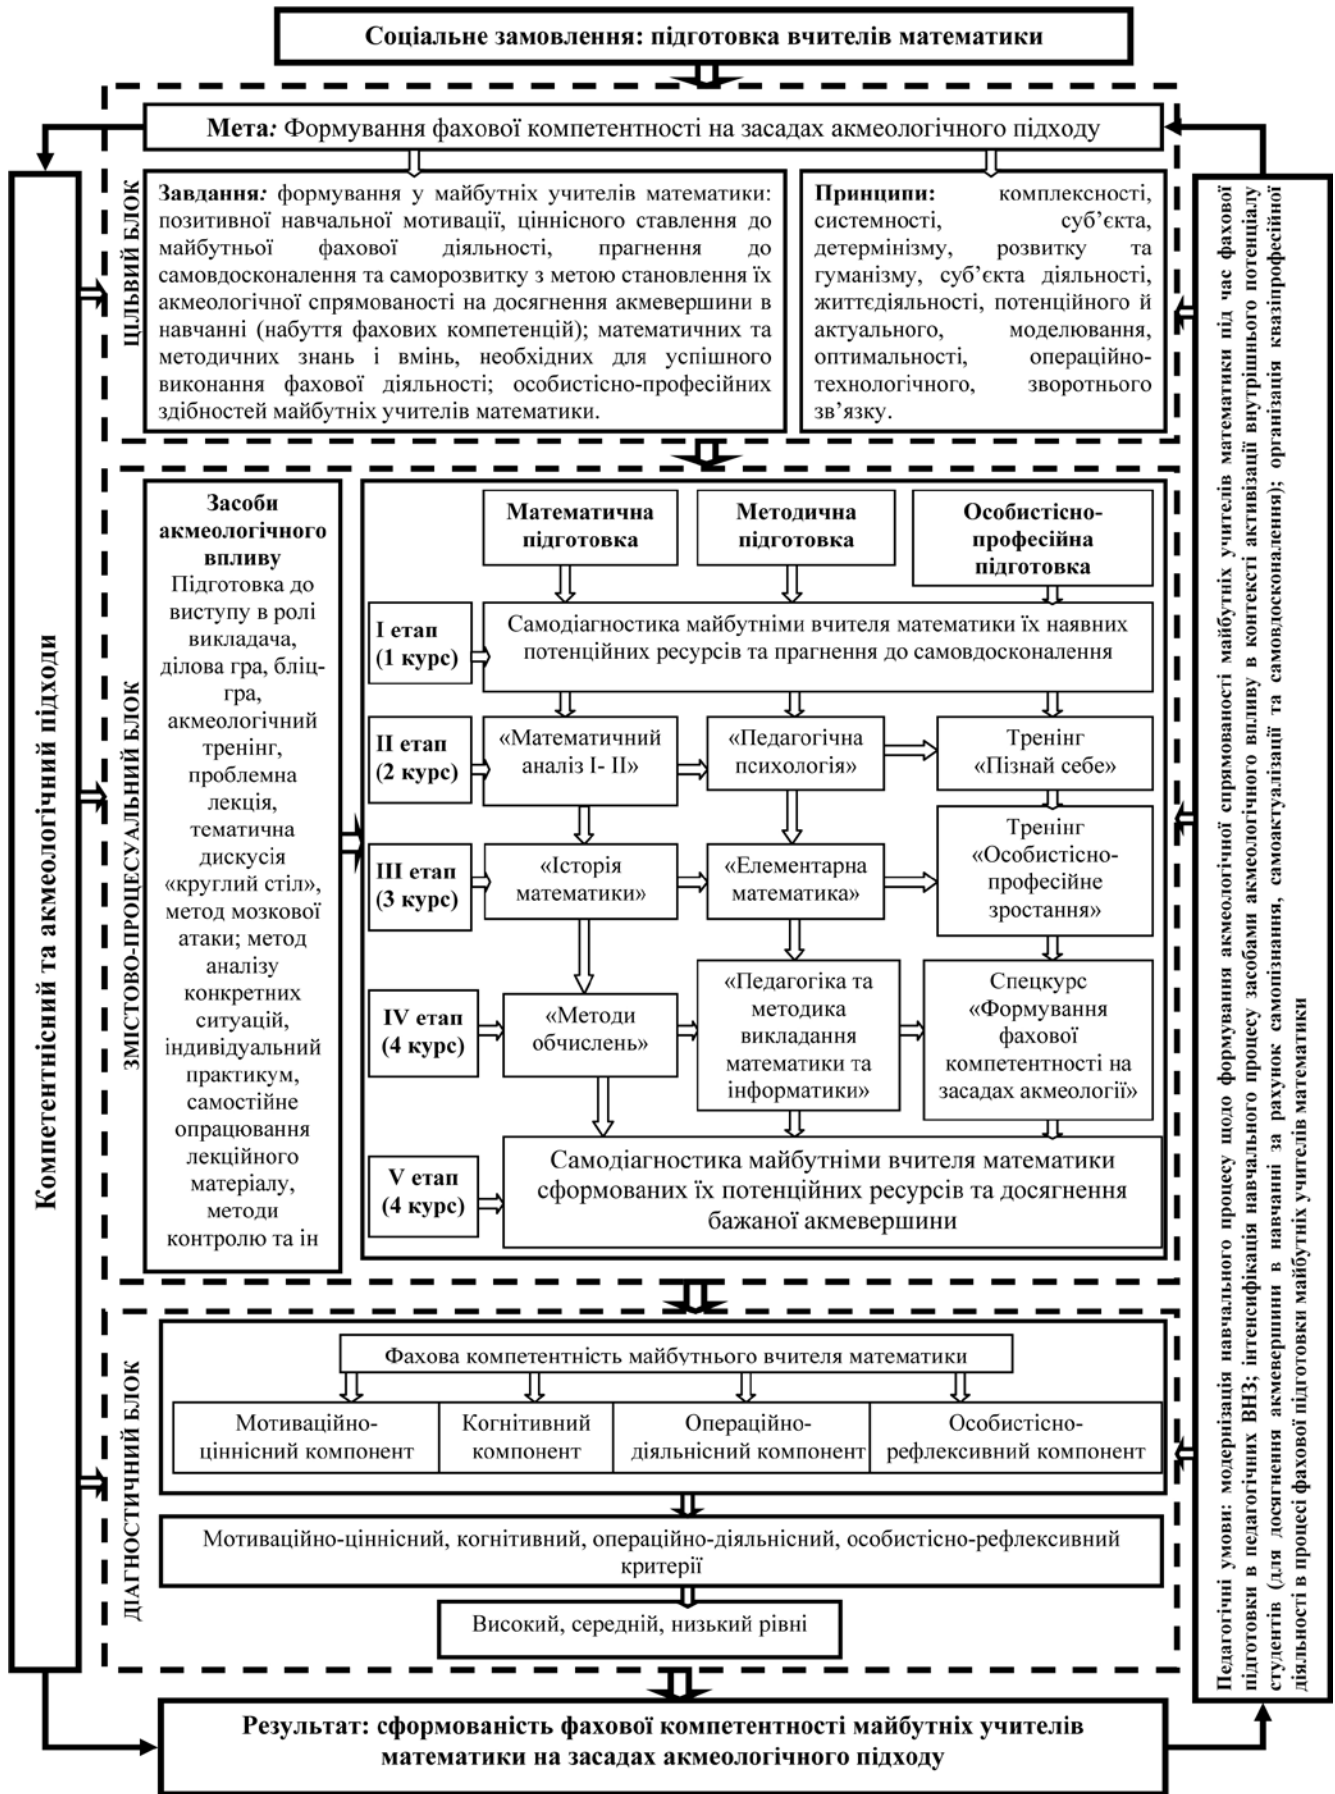 Соціальне замовлення: підготовка вчителів математики
Мета: Формування фахової компетентності на засадах акмеологічного підходу
ЦІЛЬВИЙ БЛОК
Завдання: формування у майбутніх учителів математики:
позитивної навчальної мотивації, ціннісного ставлення до
майбутньої фахової діяльності, прагнення до
самовдосконалення та саморозвитку з метою становлення їх
акмеологічної спрямованості на досягнення акмевершини в
навчанні (набуття фахових компетенцій); математичних та
методичних знань і вмінь, необхідних для успішного
виконання фахової діяльності; особистісно-професійних
здібностей майбутніх учителів математики.
Принципи: комплексності,
системності, суб’єкта,
детермінізму, розвитку та
гуманізму, суб’єкта діяльності,
життєдіяльності, потенційного й
актуального, моделювання,
оптимальності, операційно-
технологічного, зворотнього
зв’язку.
Компетентнісний та акмеологічний підходи
ЗМІСТОВО-ПРОЦЕСУАЛЬНИЙ БЛОК
Засоби
акмеологічного
впливу
Підготовка до
виступу в ролі
викладача,
ділова гра, бліц-
гра,
акмеологічний
тренінг,
проблемна
лекція,
тематична
дискусія
«круглий стіл»,
метод мозкової
атаки; метод
аналізу
конкретних
ситуацій,
індивідуальний
практикум,
самостійне
опрацювання
лекційного
матеріалу,
методи
контролю та ін
Математична
підготовка
Методична
підготовка
Особистісно-
професійна
підготовка
I етап
(1 курс)
Самодіагностика майбутніми вчителя математики їх наявних
потенційних ресурсів та прагнення до самовдосконалення
II етап
(2 курс)
«Математичний
аналіз I- II»
«Педагогічна
психологія»
Тренінг
«Пізнай себе»
III етап
(3 курс)
«Історія
математики»
«Елементарна
математика»
Тренінг
«Особистісно-
професійне
зростання»
IV етап
(4 курс)
«Методи
обчислень»
«Педагогіка та
методика
викладання
математики та
інформатики»
Спецкурс
«Формування
фахової
компетентності на
засадах акмеології»
V етап
(4 курс)
Самодіагностика майбутніми вчителя математики
сформованих їх потенційних ресурсів та досягнення
бажаної акмевершини
ДІАГНОСТИЧНИЙ БЛОК
Фахова компетентність майбутнього вчителя математики
Мотиваційно-
ціннісний компонент
Когнітивний
компонент
Операційно-
діяльнісний компонент
Особистісно-
рефлексивний компонент
Мотиваційно-ціннісний, когнітивний, операційно-діяльнісний, особистісно-рефлексивний
критерії
Високий, середній, низький рівні
Педагогічні умови: модернізація навчального процесу щодо формування акмеологічної спрямованості майбутніх учителів математики під час фахової
підготовки в педагогічних ВНЗ; інтенсифікація навчального процесу засобами акмеологічного впливу в контексті активізації внутрішнього потенціалу
студентів (для досягнення акмевершини в навчанні за рахунок самопізнання, самоактуалізації та самовдосконалення); організація квазіпрофесійної
діяльності в процесі фахової підготовки майбутніх учителів математики
Результат: сформованість фахової компетентності майбутніх учителів
математики на засадах акмеологічного підходу